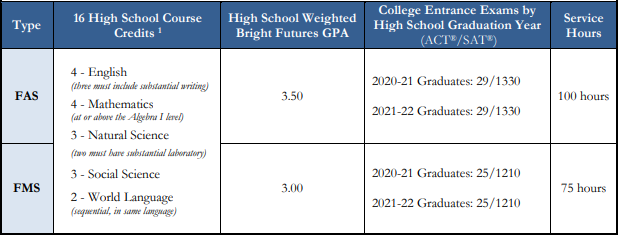 Type
16 High School Course
Credits ¹
High School Weighted
Bright Futures GPA
College Entrance Exams by
High School Graduation Year
(ACT®/SAT®)
Service
Hours
FAS
4 - English
(three must include substantial writing)
4 - Mathematics
(at or above the Algebra I level)
3 - Natural Science
(two must have substantial laboratory)
3 - Social Science
2 - World Language
(sequential, in same language)
3.50
2020-21 Graduates: 29/1330
2021-22 Graduates: 29/1330
100 hours
FMS
3.00
2020-21 Graduates: 25/1210
2021-22 Graduates: 25/1210
75 hours